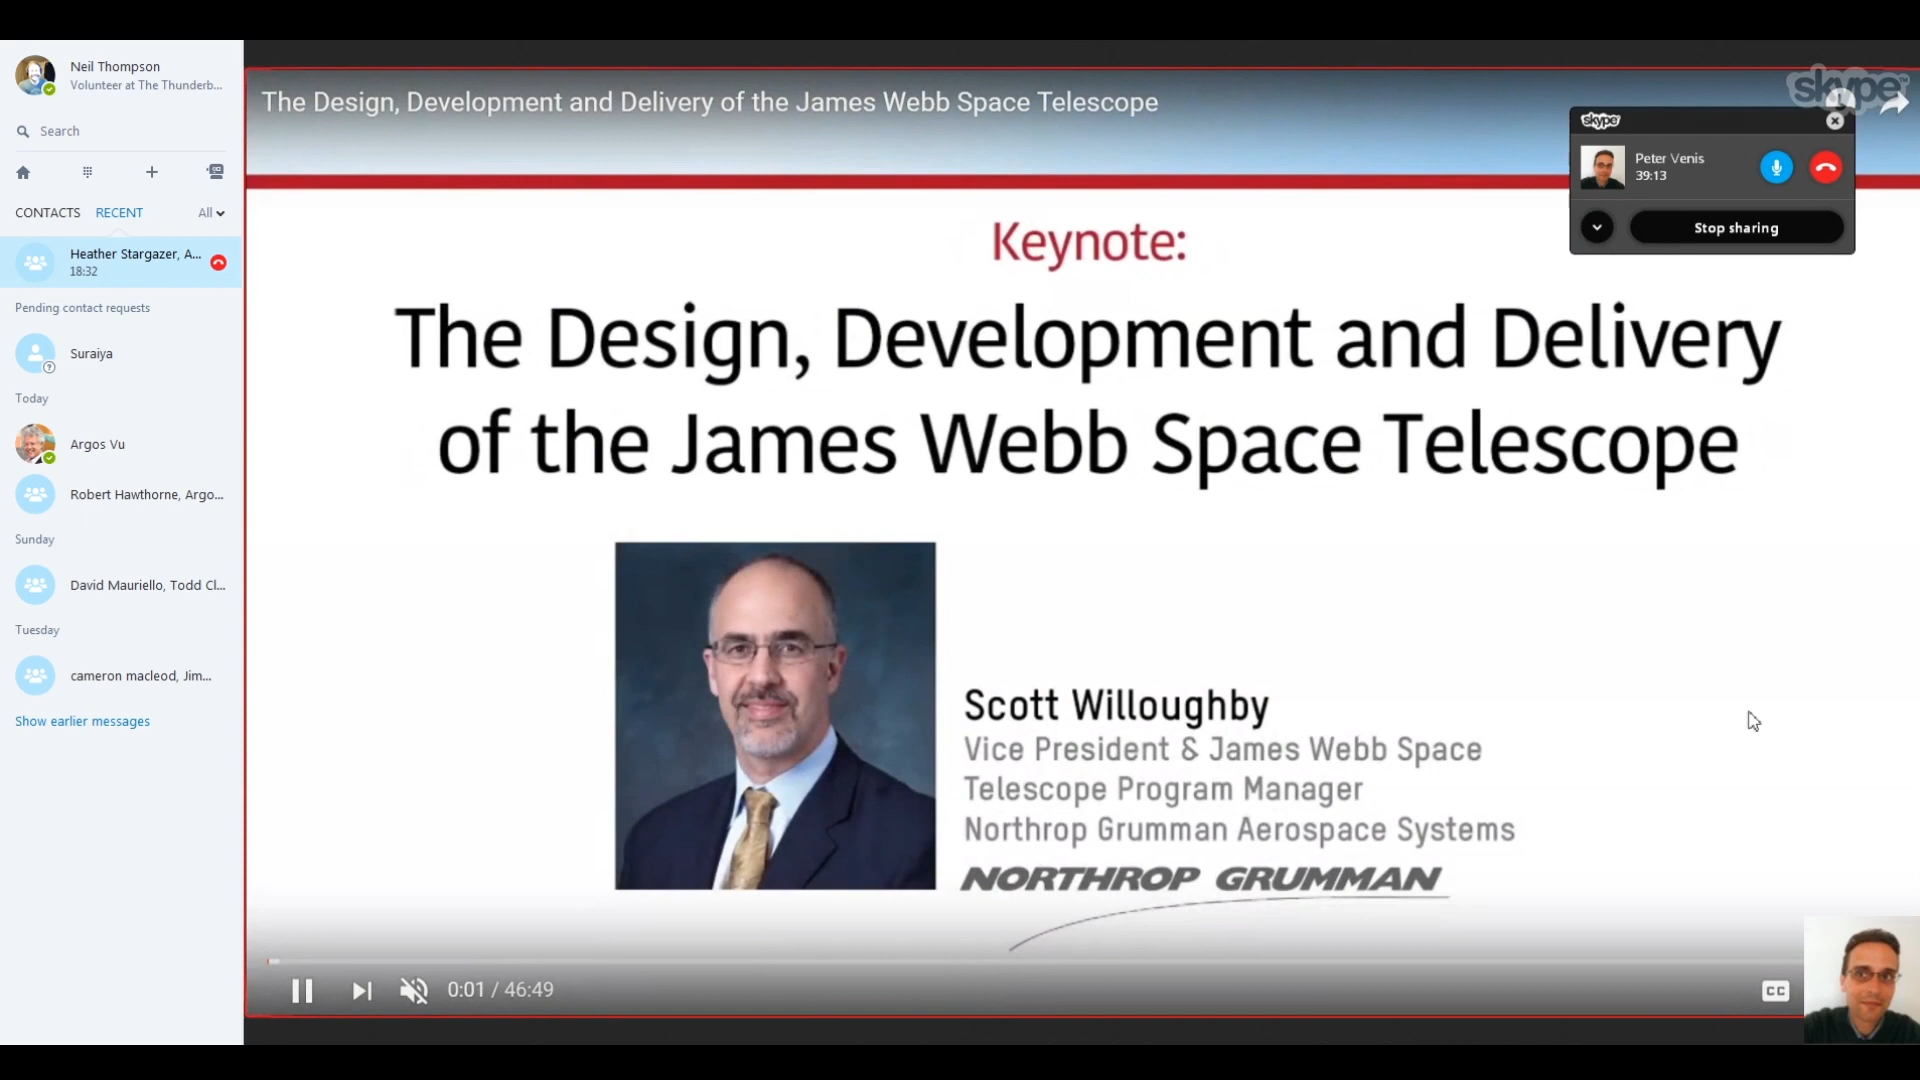 Neil Thompson
Volunteer at The Thunderb...
Search
CONTACTS RECENT All
Heather Stargazer, A...
18:32
Pending contact requests
Suraiya
Today
Argos Vu
Robert Hawthorne, Argo...
Sunday
David Mauriello, Todd Cl...
Tuesday
cameron macleod, Jim...
Show earlier messages
The Design, Development and Delivery of the James Webb Space Telescope
skype
skype
Peter Venis
39:13
Stop sharing
Keynote:
The Design, Development and Delivery
of the James Webb Space Telescope
Scott Willoughby
Vice President & James Webb Space
Telescope Program Manager
Northrop Grumman Aerospace Systems
NORTHROP GRUMMAN
0:01 / 46:49
CC